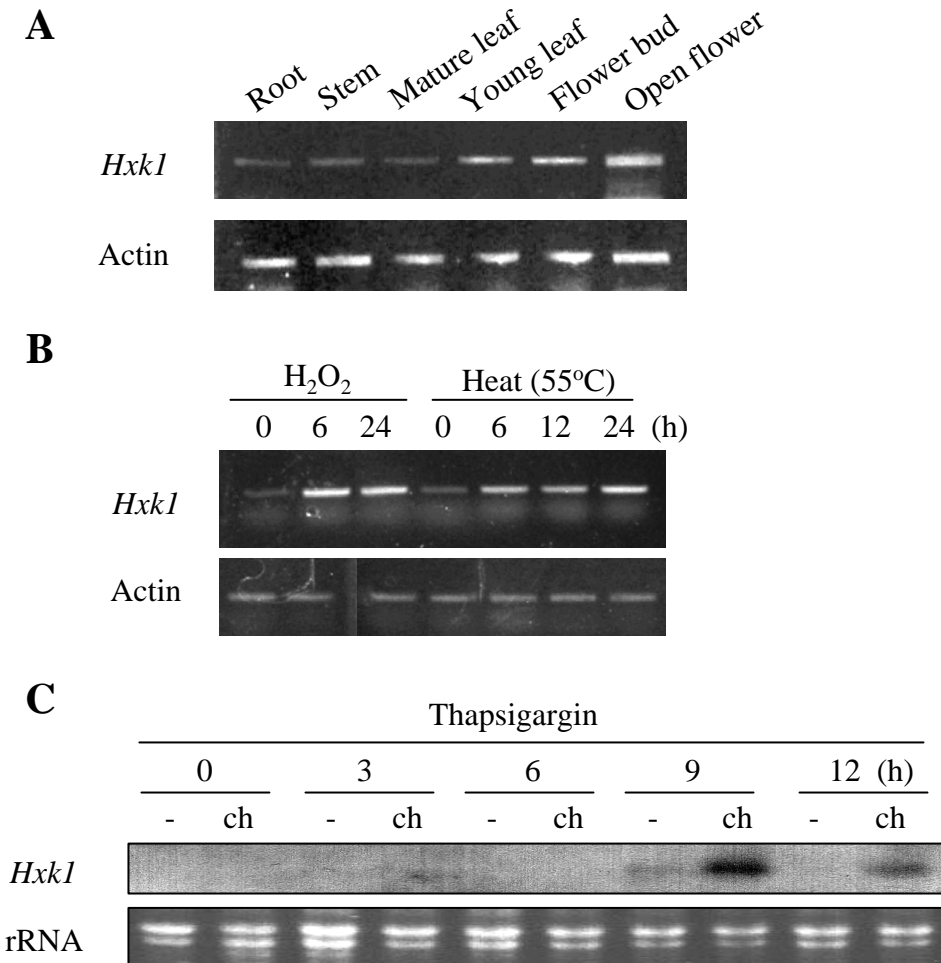 A
Root Stem Mature leaf Young leaf Flower bud Open flower
Hxk1
Actin
B
H₂O₂ Heat (55°C)
0 6 24 0 6 12 24 (h)
Hxk1
Actin
C
Thapsigargin
0 3 6 9 12 (h)
- ch - ch - ch - ch - ch
Hxk1
rRNA